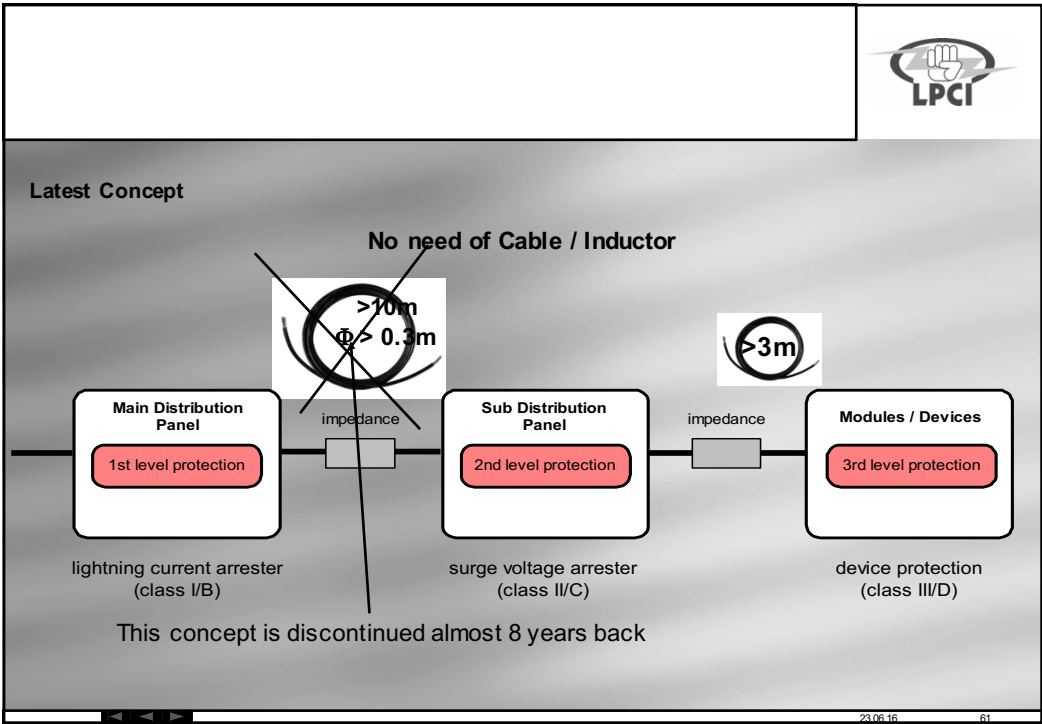 LPCI
Latest Concept
No need of Cable / Inductor
>10m
Φ > 0.3m
>3m
Main Distribution
Panel
1st level protection
impedance
Sub Distribution
Panel
2nd level protection
impedance
Modules / Devices
3rd level protection
lightning current arrester
(class I/B)
surge voltage arrester
(class II/C)
device protection
(class III/D)
This concept is discontinued almost 8 years back
23.06.16
61